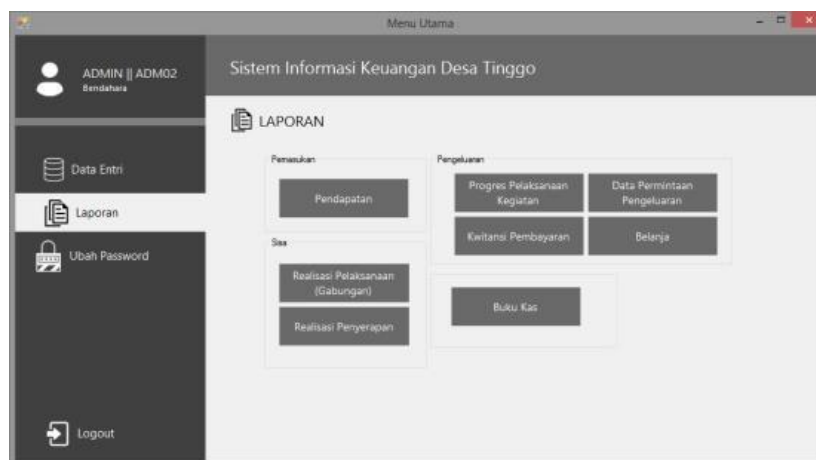 Menu Utama
ADMIN || ADM02
Bendahara
Sistem Informasi Keuangan Desa Tinggo
Data Entri
Laporan
Ubah Password
Logout
LAPORAN
Pemasukan
Pendapatan
Pengeluaran
Progres Pelaksanaan
Kegiatan
Data Permintaan
Pengeluaran
Kwitansi Pembayaran
Belanja
Sisa
Realisasi Pelaksanaan
(Gabungan)
Realisasi Penyerapan
Buku Kas